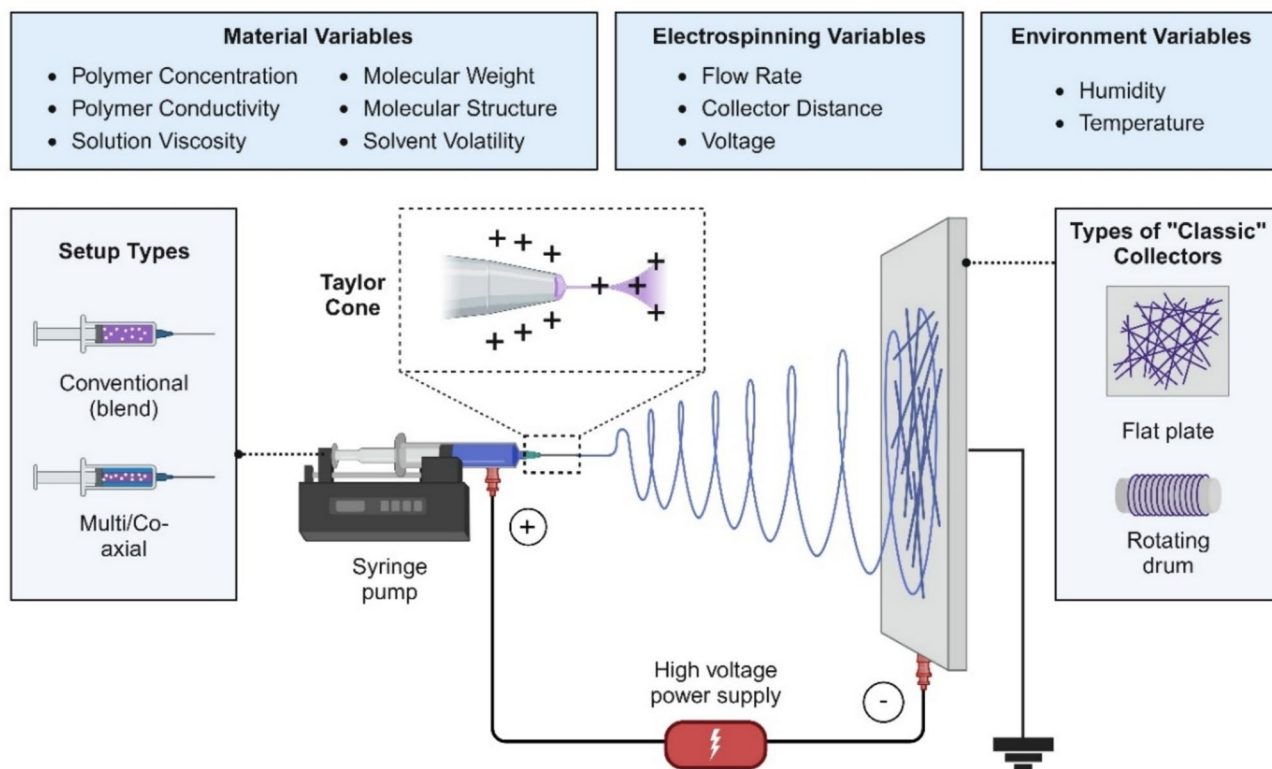 Material Variables
• Polymer Concentration
• Polymer Conductivity
• Solution Viscosity
• Molecular Weight
• Molecular Structure
• Solvent Volatility
Electrospinning Variables
• Flow Rate
• Collector Distance
• Voltage
Environment Variables
• Humidity
• Temperature
Setup Types
Conventional
(blend)
Multi/Co-
axial
Taylor
Cone
+ + +
+ + +
+ + + +
Syringe
pump
+
High voltage
power supply
-
Types of "Classic"
Collectors
Flat plate
Rotating
drum